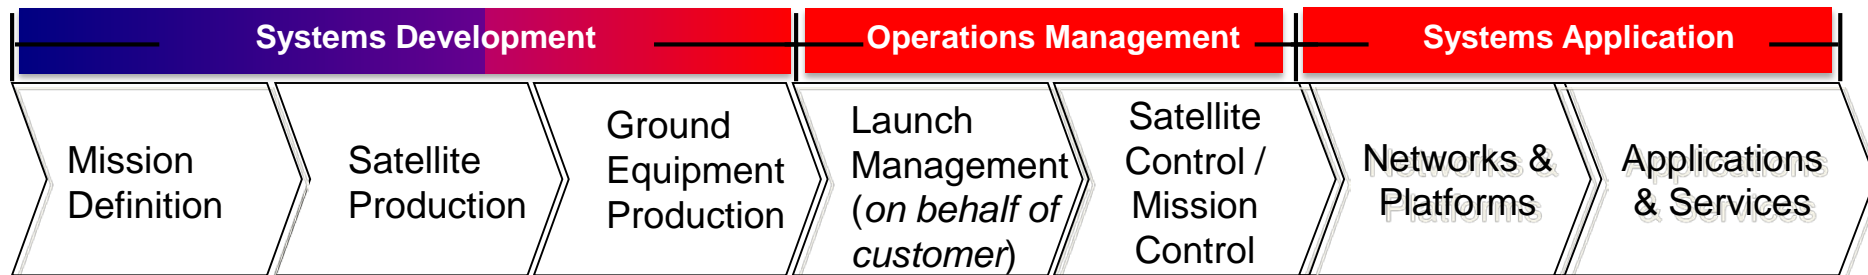 Systems Development
Operations Management
Systems Application
Mission
Definition
Satellite
Production
Ground
Equipment
Production
Launch
Management
(on behalf of
customer)
Satellite
Control /
Mission
Control
Networks &
Platforms
Applications
& Services